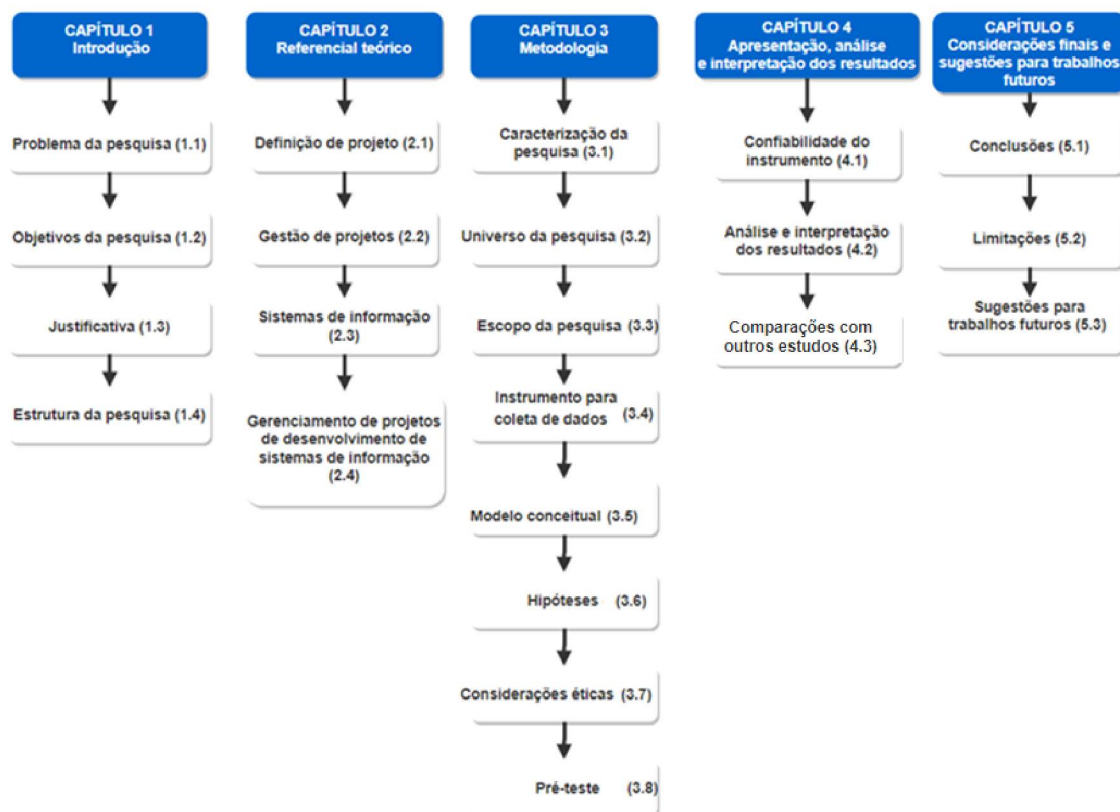 CAPÍTULO 1
Introdução
Problema da pesquisa (1.1)
Objetivos da pesquisa (1.2)
Justificativa (1.3)
Estrutura da pesquisa (1.4)
CAPÍTULO 2
Referencial teórico
Definição de projeto (2.1)
Gestão de projetos (2.2)
Sistemas de informação
(2.3)
Gerenciamento de projetos
de desenvolvimento de
sistemas de informação
(2.4)
CAPÍTULO 3
Metodologia
Caracterização da
pesquisa (3.1)
Universo da pesquisa (3.2)
Escopo da pesquisa (3.3)
Instrumento para
coleta de dados (3.4)
Modelo conceitual (3.5)
Hipóteses (3.6)
Considerações éticas (3.7)
Pré-teste (3.8)
CAPÍTULO 4
Apresentação, análise
e interpretação dos resultados
Confiabilidade do
instrumento (4.1)
Análise e interpretação
dos resultados (4.2)
Comparações com
outros estudos (4.3)
CAPÍTULO 5
Considerações finais e
sugestões para trabalhos
futuros
Conclusões (5.1)
Limitações (5.2)
Sugestões para
trabalhos futuros (5.3)